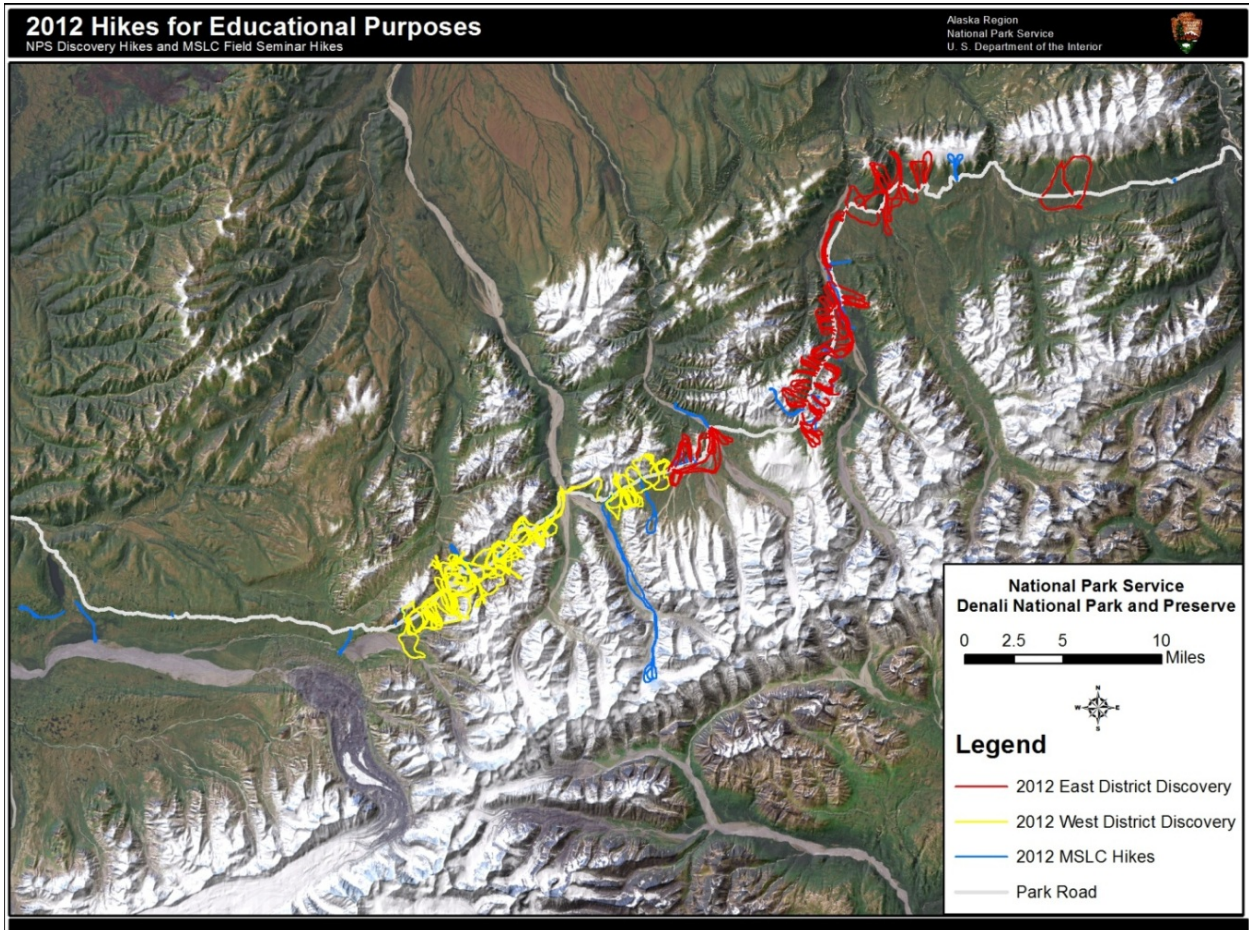 2012 Hikes for Educational Purposes
NPS Discovery Hikes and MSLC Field Seminar Hikes
Alaska Region
National Park Service
U. S. Department of the Interior
National Park Service
Denali National Park and Preserve
0 2.5 5 10
Miles
N
W E
S
Legend
2012 East District Discovery
2012 West District Discovery
2012 MSLC Hikes
Park Road